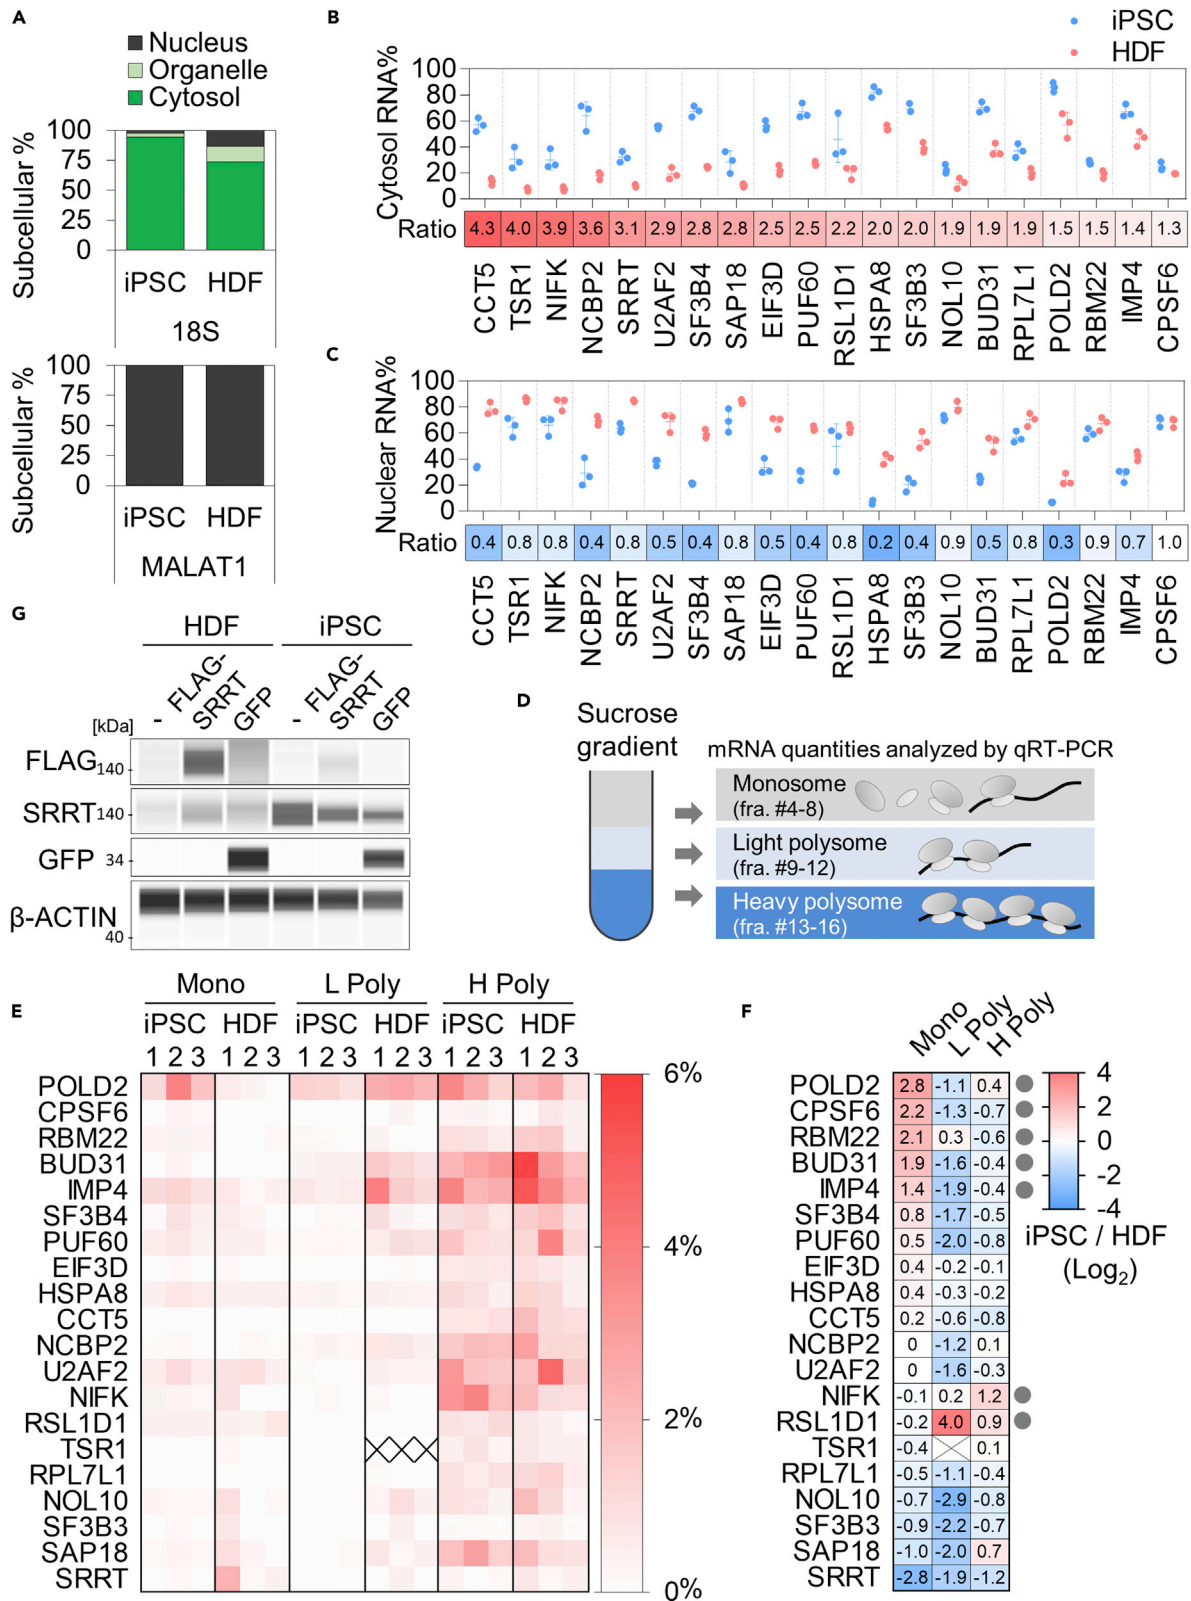 A
Nucleus
Organelle
Cytosol
Subcellular %
100
75
50
25
0
iPSC HDF
18S
Subcellular %
100
75
50
25
0
iPSC HDF
MALAT1
B
iPSC
HDF
Cytosol RNA%
100
80
60
40
20
0
Ratio 4.3 4.0 3.9 3.6 3.1 2.9 2.8 2.8 2.5 2.5 2.2 2.0 2.0 1.9 1.9 1.9 1.5 1.5 1.4 1.3
CCT5 TSR1 NIFK NCBP2 SRRT U2AF2 SF3B4 SAP18 EIF3D PUF60 RSL1D1 HSPA8 SF3B3 NOL10 BUD31 RPL7L1 POLD2 RBM22 IMP4 CPSF6
C
Nuclear RNA%
100
80
60
40
20
0
Ratio 0.4 0.8 0.8 0.4 0.8 0.5 0.4 0.8 0.5 0.4 0.8 0.2 0.4 0.9 0.5 0.8 0.3 0.9 0.7 1.0
CCT5 TSR1 NIFK NCBP2 SRRT U2AF2 SF3B4 SAP18 EIF3D PUF60 RSL1D1 HSPA8 SF3B3 NOL10 BUD31 RPL7L1 POLD2 RBM22 IMP4 CPSF6
G
HDF iPSC
- FLAG-SRRT GFP - FLAG-SRRT GFP
[kDa]
FLAG 140
SRRT 140
GFP 34
β-ACTIN
40
D
Sucrose
gradient
mRNA quantities analyzed by qRT-PCR
Monosome
(fra. #4-8)
Light polysome
(fra. #9-12)
Heavy polysome
(fra. #13-16)
E
Mono L Poly H Poly
iPSC HDF iPSC HDF iPSC HDF
1 2 3 1 2 3 1 2 3 1 2 3 1 2 3 1 2 3
POLD2
CPSF6
RBM22
BUD31
IMP4
SF3B4
PUF60
EIF3D
HSPA8
CCT5
NCBP2
U2AF2
NIFK
RSL1D1
TSR1
RPL7L1
NOL10
SF3B3
SAP18
SRRT
6%
4%
2%
0%
F
Mono L Poly H Poly
POLD2 2.8 -1.1 0.4
CPSF6 2.2 -1.3 -0.7
RBM22 2.1 0.3 -0.6
BUD31 1.9 -1.6 -0.4
IMP4 1.4 -1.9 -0.4
SF3B4 0.8 -1.7 -0.5
PUF60 0.5 -2.0 -0.8
EIF3D 0.4 -0.2 -0.1
HSPA8 0.4 -0.3 -0.2
CCT5 0.2 -0.6 -0.8
NCBP2 0 -1.2 0.1
U2AF2 0 -1.6 -0.3
NIFK -0.1 0.2 1.2
RSL1D1 -0.2 4.0 0.9
TSR1 -0.4 0.1
RPL7L1 -0.5 -1.1 -0.4
NOL10 -0.7 -2.9 -0.8
SF3B3 -0.9 -2.2 -0.7
SAP18 -1.0 -2.0 0.7
SRRT -2.8 -1.9 -1.2
4
2
0
-2
-4
iPSC / HDF
(Log2)